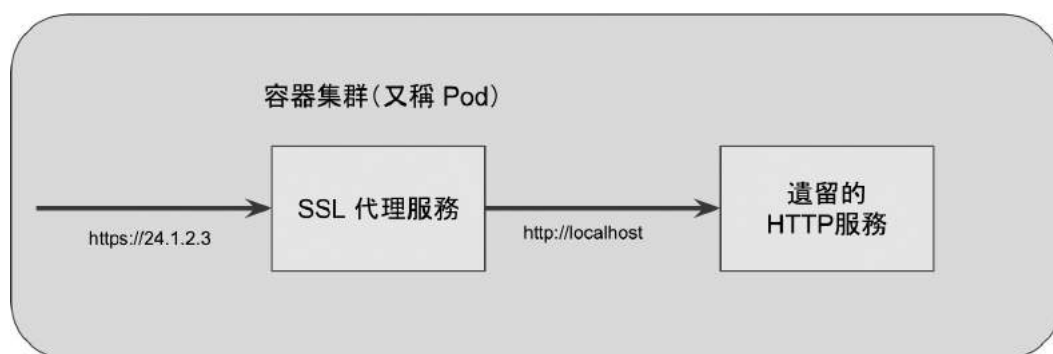 容器集群（又稱 Pod）
SSL 代理服務
遺留的
HTTP服務
https://24.1.2.3
http://localhost